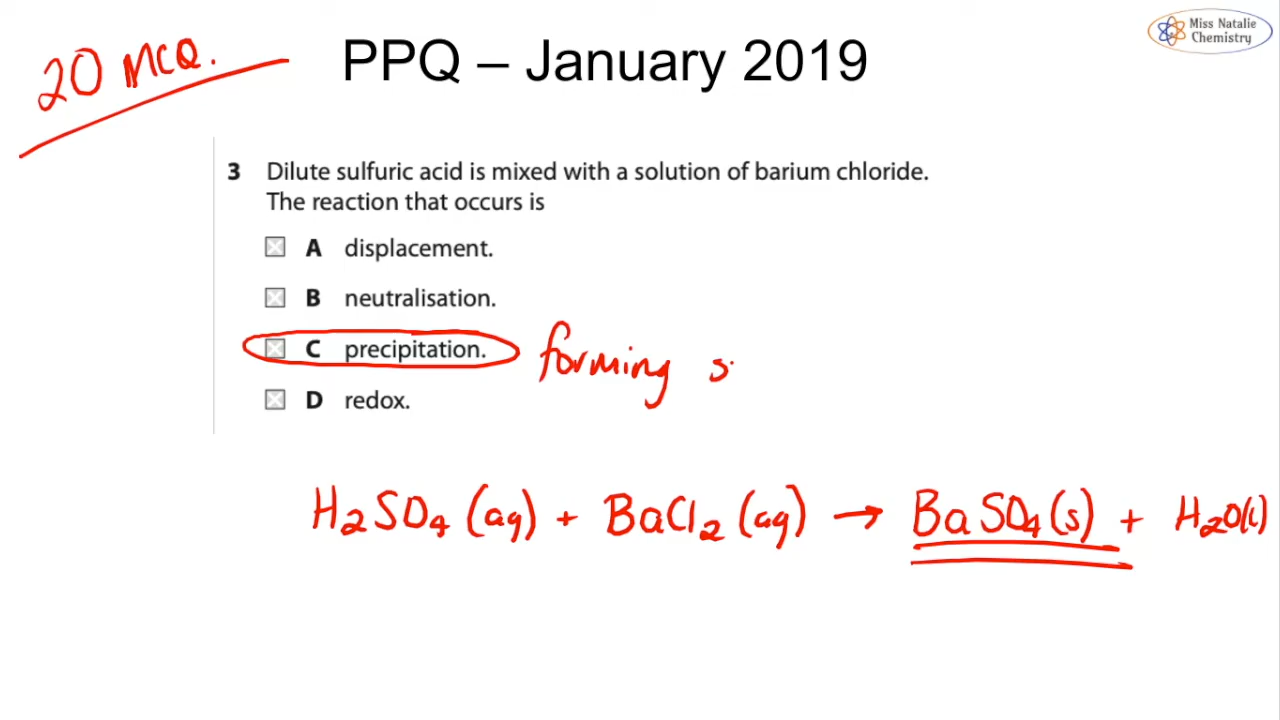 20 MCQ.
PPQ – January 2019
Miss Natalie
Chemistry
3 Dilute sulfuric acid is mixed with a solution of barium chloride.
The reaction that occurs is
A displacement.
B neutralisation.
C precipitation. forming s
D redox.
H₂SO₄ (aq) + BaCl₂ (aq) → BaSO₄(s) + H₂O(l)